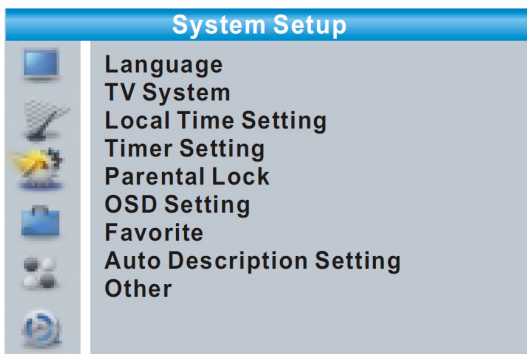 System Setup
Language
TV System
Local Time Setting
Timer Setting
Parental Lock
OSD Setting
Favorite
Auto Description Setting
Other